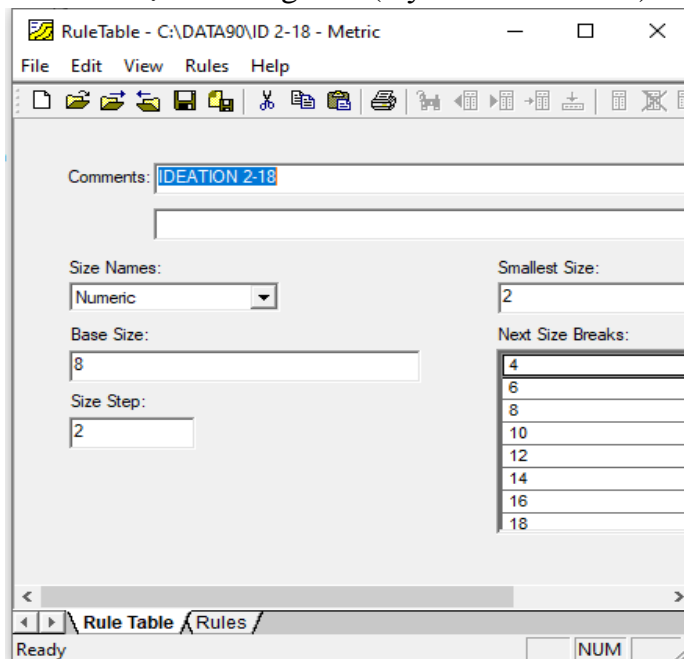 RuleTable - C:\DATA90\ID 2-18 - Metric
File Edit View Rules Help
Comments: IDEATION 2-18
Size Names:
Smallest Size:
Numeric
2
Base Size:
Next Size Breaks:
8
4
6
Size Step:
8
2
10
12
14
16
18
Rule Table Rules
Ready NUM